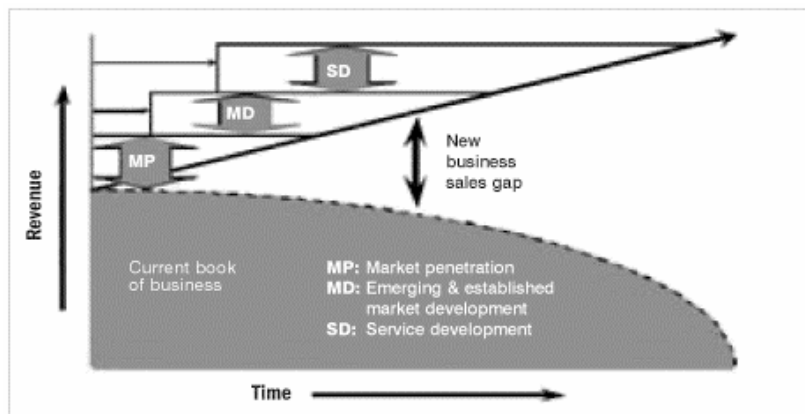 SD
MD
MP
New
business
sales gap
Revenue
Current book
of business
MP: Market penetration
MD: Emerging & established
market development
SD: Service development
Time